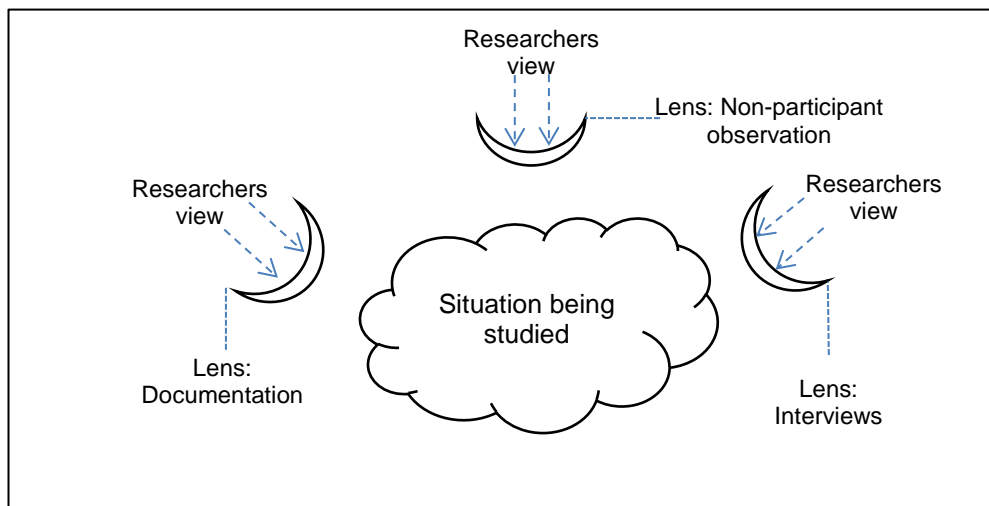 Researchers
view
Lens: Non-participant
observation
Researchers
view
Researchers
view
Situation being
studied
Lens:
Documentation
Lens:
Interviews